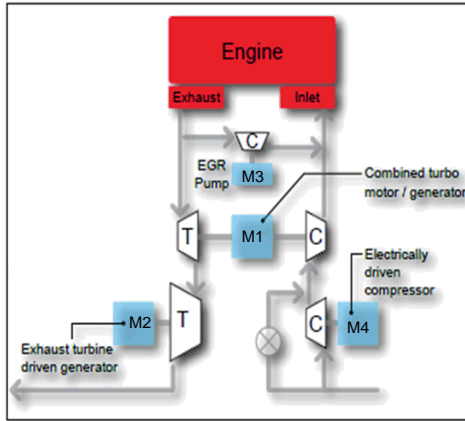 Engine
Exhaust
Inlet
C
EGR
Pump
M3
Combined turbo
motor / generator
T
M1
C
Electrically
driven
compressor
M2
T
C
M4
Exhaust turbine
driven generator